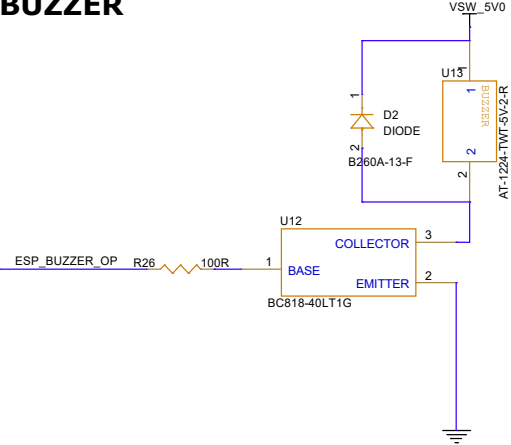 BUZZER
VSW_5V0
U13
1
1
BUZZER
2
2
AT-1224-TWT-5V-2-R
1
D2
DIODE
2
B260A-13-F
U12
COLLECTOR
3
ESP_BUZZER_OP
R26
100R
1
BASE
EMITTER
2
BC818-40LT1G